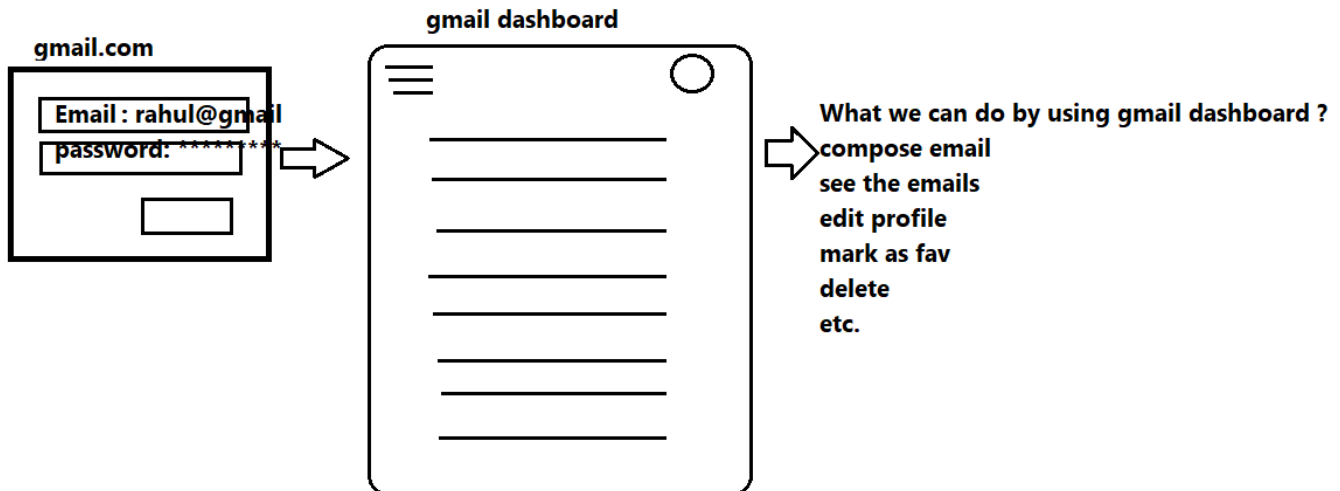 gmail.com
Email : rahul@gmail
password: *********
gmail dashboard
What we can do by using gmail dashboard ?
compose email
see the emails
edit profile
mark as fav
delete
etc.